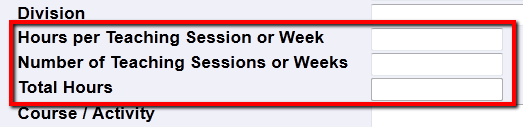 Division
Hours per Teaching Session or Week
Number of Teaching Sessions or Weeks
Total Hours
Course / Activity